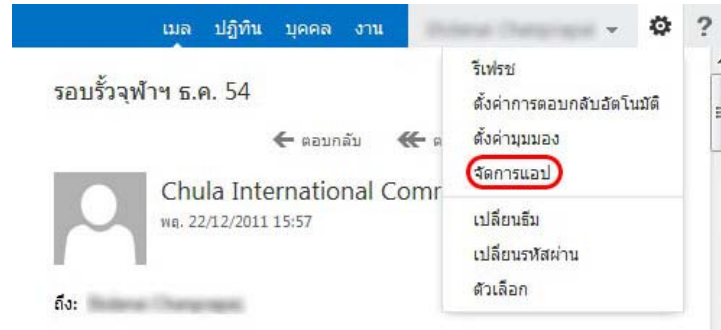 เมล ปฏิทิน บุคคล งาน ?
รีเฟรช
ตั้งค่าการตอบกลับอัตโนมัติ
ตั้งค่ามุมมอง
จัดการแอป
เปลี่ยนธีม
เปลี่ยนรหัสผ่าน
ตัวเลือก
รอบรั้วจุฬาฯ ธ.ค. 54
ตอบกลับ ต
Chula International Comr
พฤ. 22/12/2011 15:57
ถึง: